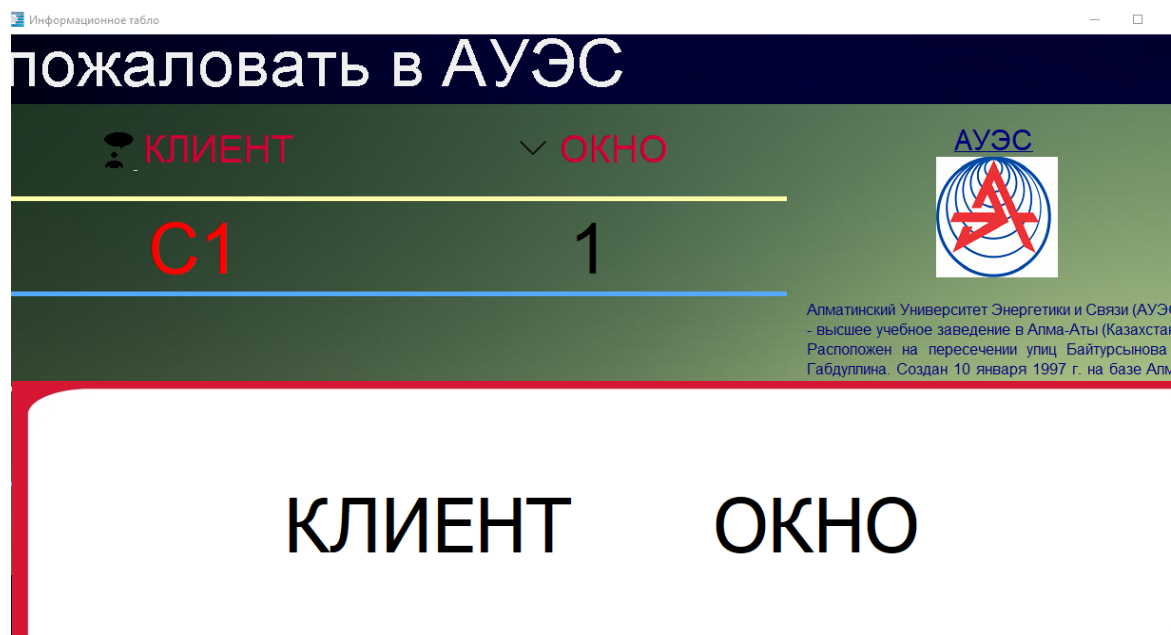 Информационное табло
пожаловать в АУЭС
КЛИЕНТ ОКНО
C1 1
АУЭС
Алматинский Университет Энергетики и Связи (АУЭС
- высшее учебное заведение в Алма-Аты (Казахстан
Расположен на пересечении улиц Байтурсынова
Габдуллина. Создан 10 января 1997 г. на базе Алм
КЛИЕНТ ОКНО